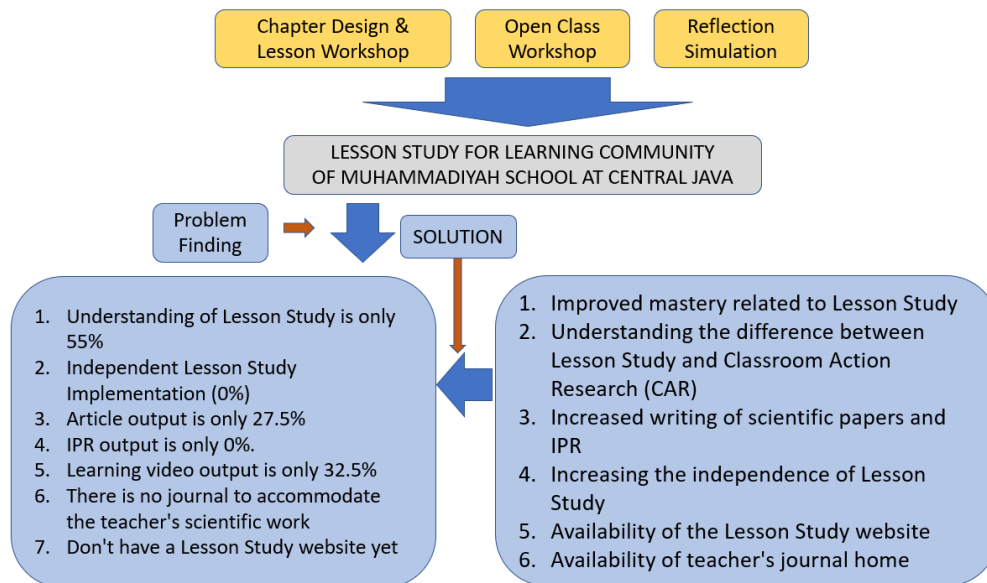 Chapter Design &
Lesson Workshop
Open Class
Workshop
Reflection
Simulation
LESSON STUDY FOR LEARNING COMMUNITY
OF MUHAMMADIYAH SCHOOL AT CENTRAL JAVA
Problem
Finding
SOLUTION
1. Understanding of Lesson Study is only
55%
2. Independent Lesson Study
Implementation (0%)
3. Article output is only 27.5%
4. IPR output is only 0%.
5. Learning video output is only 32.5%
6. There is no journal to accommodate
the teacher's scientific work
7. Don't have a Lesson Study website yet
1. Improved mastery related to Lesson Study
2. Understanding the difference between
Lesson Study and Classroom Action
Research (CAR)
3. Increased writing of scientific papers and
IPR
4. Increasing the independence of Lesson
Study
5. Availability of the Lesson Study website
6. Availability of teacher's journal home